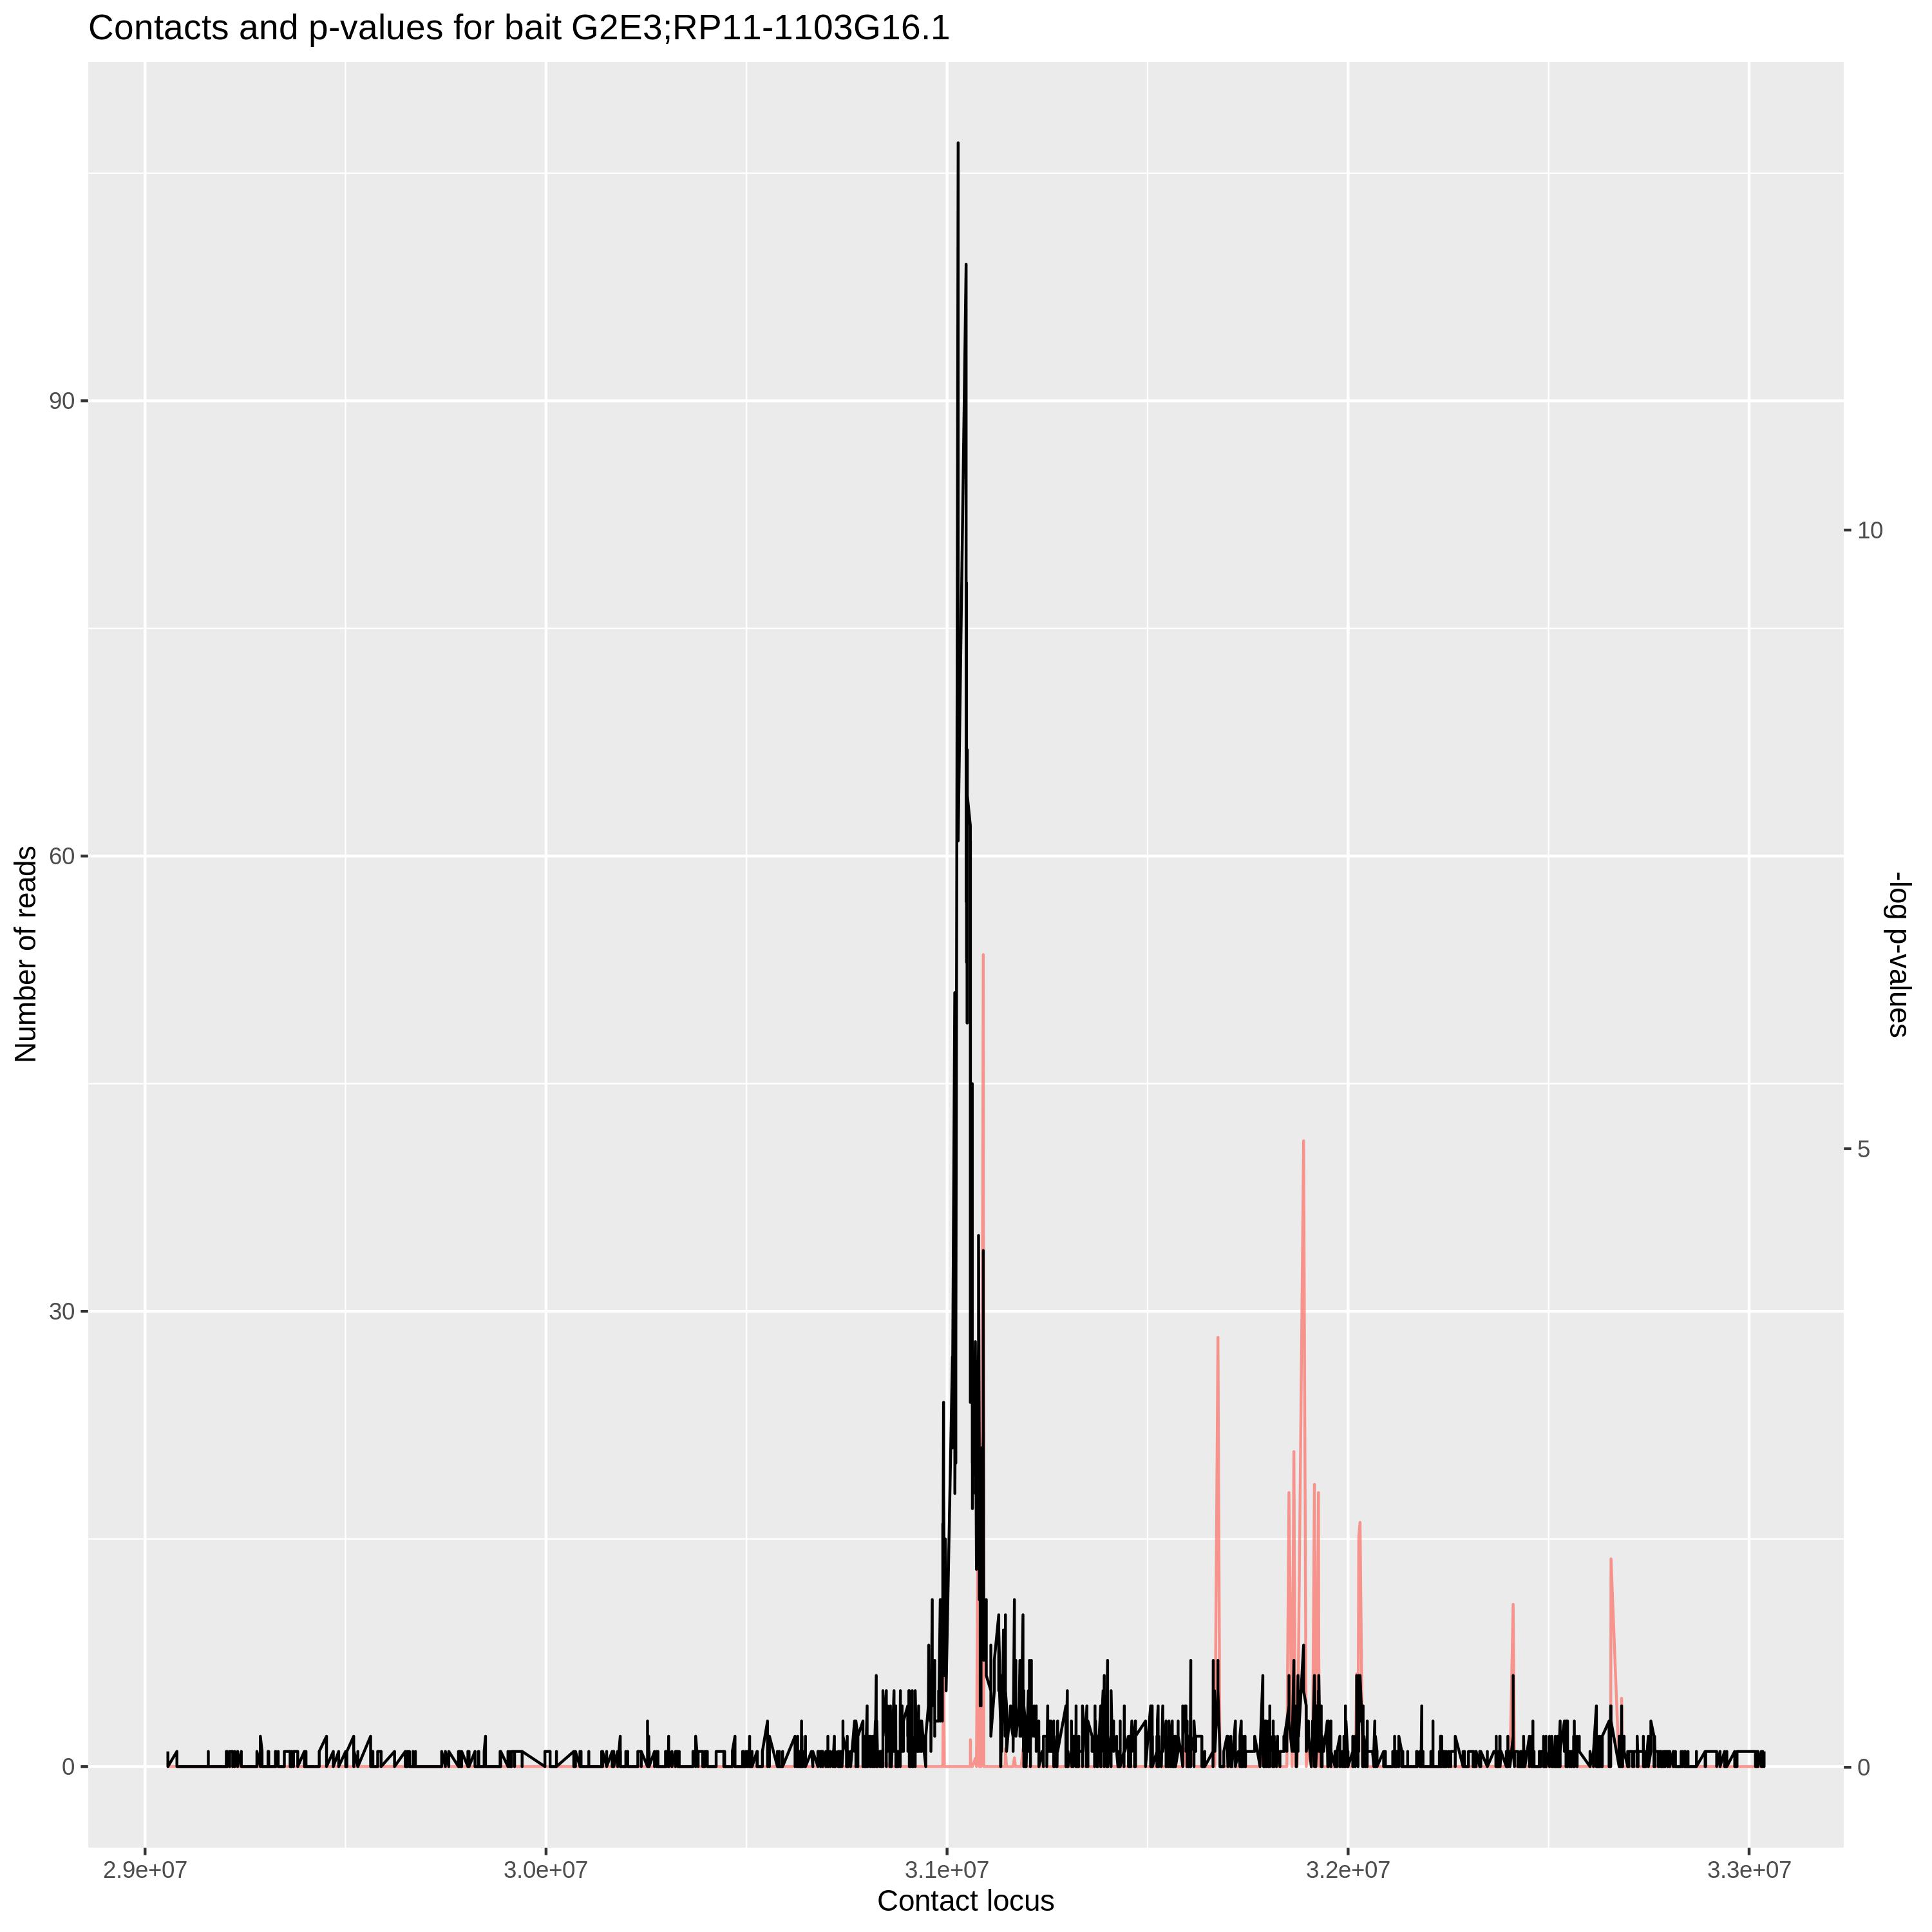 Contacts and p-values for bait G2E3;RP11-1103G16.1
Number of reads
90
60
30
0
10
5
0
-log p-values
2.9e+07
3.0e+07
3.1e+07
3.2e+07
3.3e+07
Contact locus